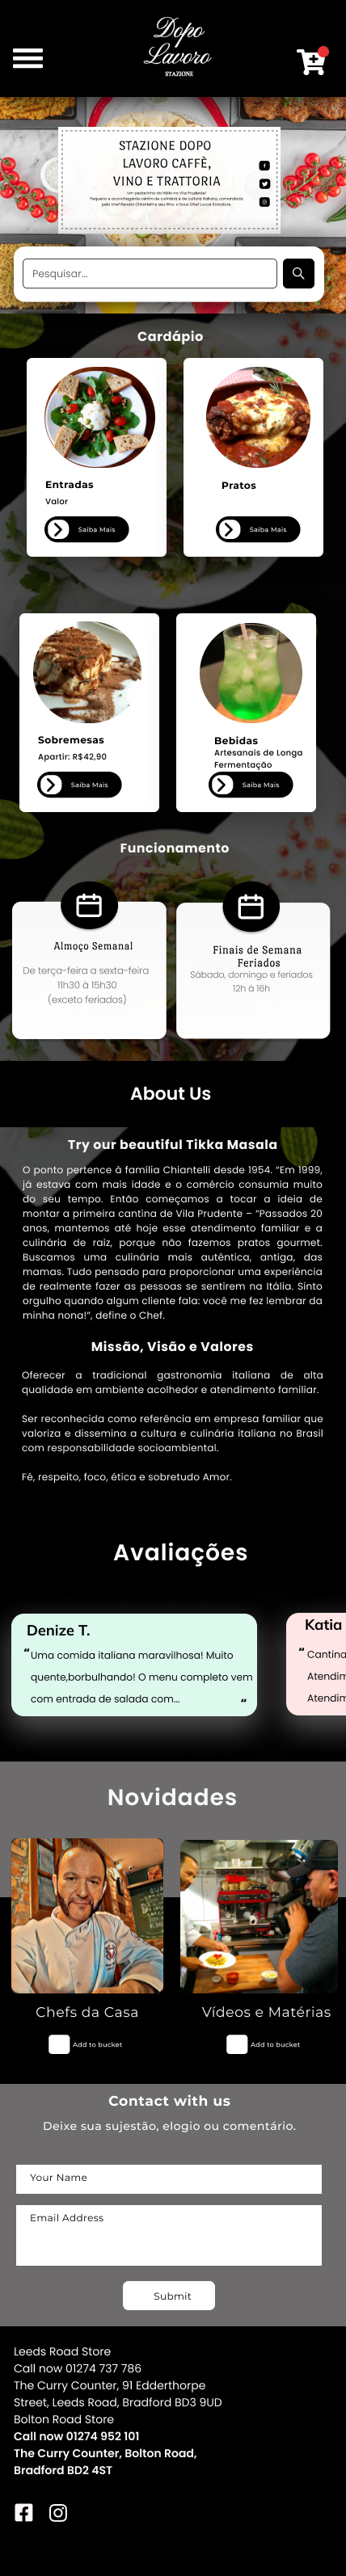 Dopo
Lavoro
STAZIONE
STAZIONE DOPO
LAVORO CAFFÈ,
VINO E TRATTORIA
Um pedacinho da Itália na Vila Prudente!
Pequeno e aconchegante centro de culinária e de cultura italiana, comandado
pelo chef Renato Chiantelli e seu filho, o Sous Chef Lucca Evangelos.
Pesquisar...
Cardápio
Entradas
Valor
Saiba Mais
Pratos
Saiba Mais
Sobremesas
Apartir: R$42,90
Saiba Mais
Bebidas
Artesanais de Longa
Fermentação
Saiba Mais
Funcionamento
Almoço Semanal
De terça-feira a sexta-feira
11h30 à 15h30
(exceto feriados)
Finais de Semana
Feriados
Sábado, domingo e feriados
12h à 16h
About Us
Try our beautiful Tikka Masala
O ponto pertence à família Chiantelli desde 1954. “Em 1999,
já estava com mais idade e o comércio consumia muito
do seu tempo. Então começamos a tocar a ideia de
montar a primeira cantina de Vila Prudente – “Passados 20
anos, mantemos até hoje esse atendimento familiar e a
culinária de raiz, porque não fazemos pratos gourmet.
Buscamos uma culinária mais autêntica, antiga, das
mamas. Tudo pensado para proporcionar uma experiência
de realmente fazer as pessoas se sentirem na Itália. Sinto
orgulho quando algum cliente fala: você me fez lembrar da
minha nona!”, define o Chef.
Missão, Visão e Valores
Oferecer a tradicional gastronomia italiana de alta
qualidade em ambiente acolhedor e atendimento familiar.
Ser reconhecida como referência em empresa familiar que
valoriza e dissemina a cultura e culinária italiana no Brasil
com responsabilidade socioambiental.
Fé, respeito, foco, ética e sobretudo Amor.
Avaliações
Denize T.
“Uma comida italiana maravilhosa! Muito
quente,borbulhando! O menu completo vem
com entrada de salada com... “
Katia
“ Cantina
Atendim
Atendim
Novidades
Chefs da Casa
Add to bucket
Vídeos e Matérias
Add to bucket
Contact with us
Deixe sua sujestão, elogio ou comentário.
Your Name
Email Address
Submit
Leeds Road Store
Call now 01274 737 786
The Curry Counter, 91 Edderthorpe
Street, Leeds Road, Bradford BD3 9UD
Bolton Road Store
Call now 01274 952 101
The Curry Counter, Bolton Road,
Bradford BD2 4ST